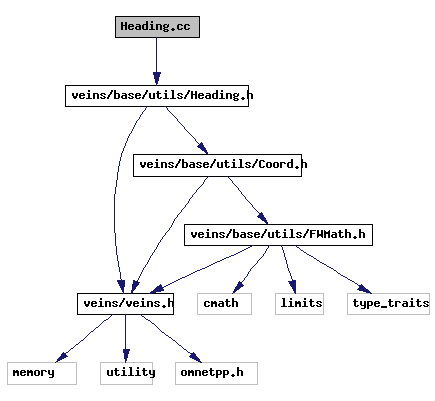 Heading.cc
veins/base/utils/Heading.h
veins/base/utils/Coord.h
veins/base/utils/FWMath.h
veins/veins.h
cmath
limits
type_traits
memory
utility
omnetpp.h